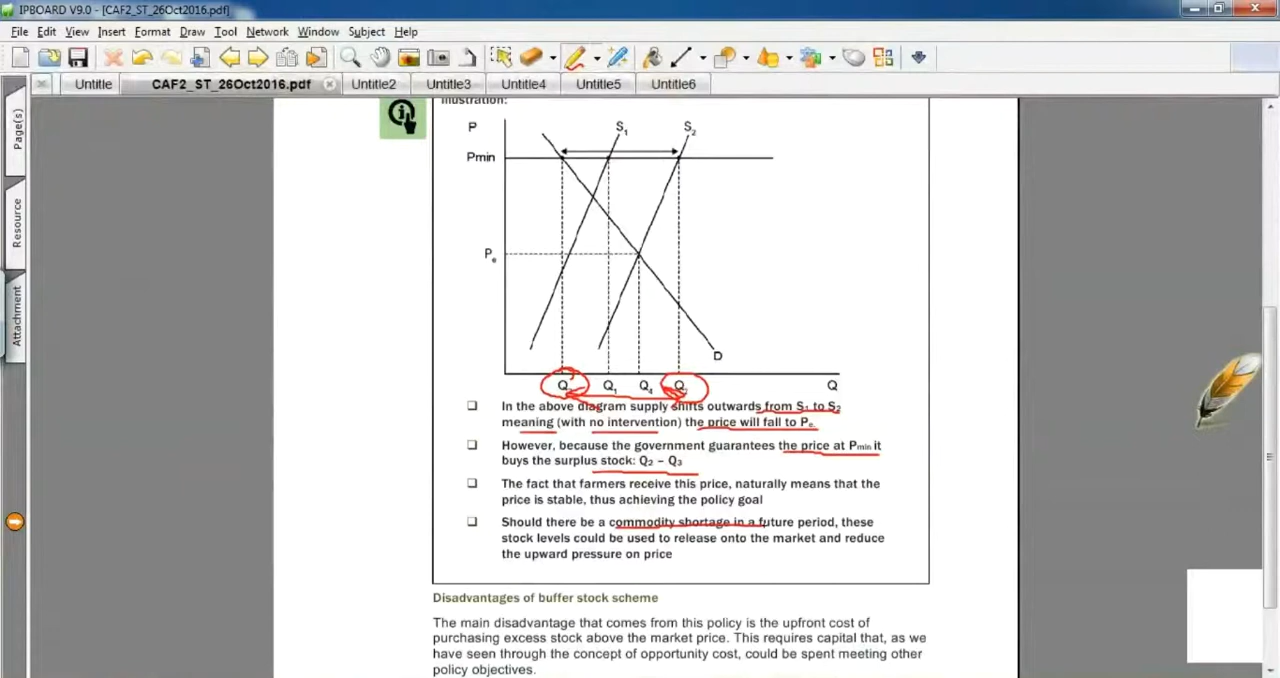 IPBOARD V9.0 - [CAF2_ST_26Oct2016.pdf]
File Edit View Insert Format Draw Tool Network Window Subject Help
Untitle CAF2_ST_26Oct2016.pdf Untitle2 Untitle3 Untitle4 Untitle5 Untitle6
Page(s)
Resource
Attachment
Illustration:
P S1 S2
Pmin
Pe
D
Q Q1 Q4 Q Q
In the above diagram supply shifts outwards from S1 to S2
meaning (with no intervention) the price will fall to Pe
However, because the government guarantees the price at Pmin it
buys the surplus stock: Q2 – Q3
The fact that farmers receive this price, naturally means that the
price is stable, thus achieving the policy goal
Should there be a commodity shortage in a future period, these
stock levels could be used to release onto the market and reduce
the upward pressure on price
Disadvantages of buffer stock scheme
The main disadvantage that comes from this policy is the upfront cost of
purchasing excess stock above the market price. This requires capital that, as we
have seen through the concept of opportunity cost, could be spent meeting other
policy objectives.